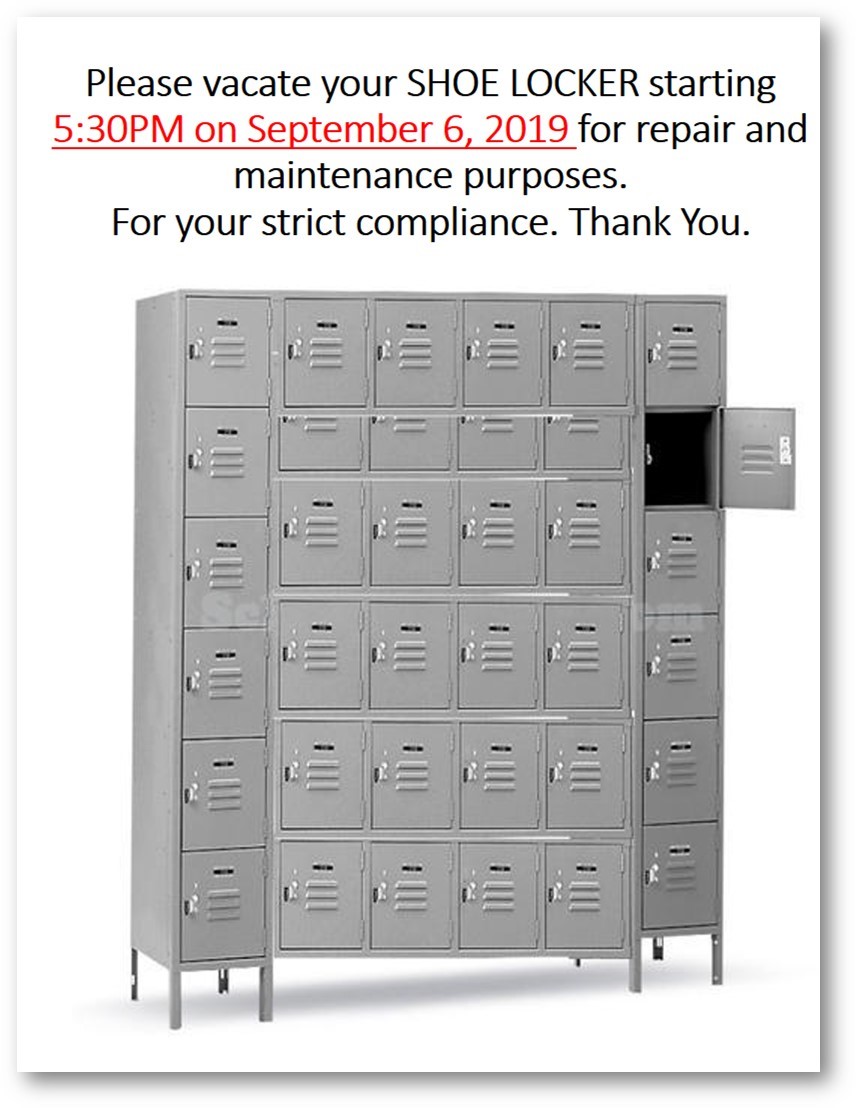 Please vacate your SHOE LOCKER starting
5:30PM on September 6, 2019 for repair and
maintenance purposes.
For your strict compliance. Thank You.